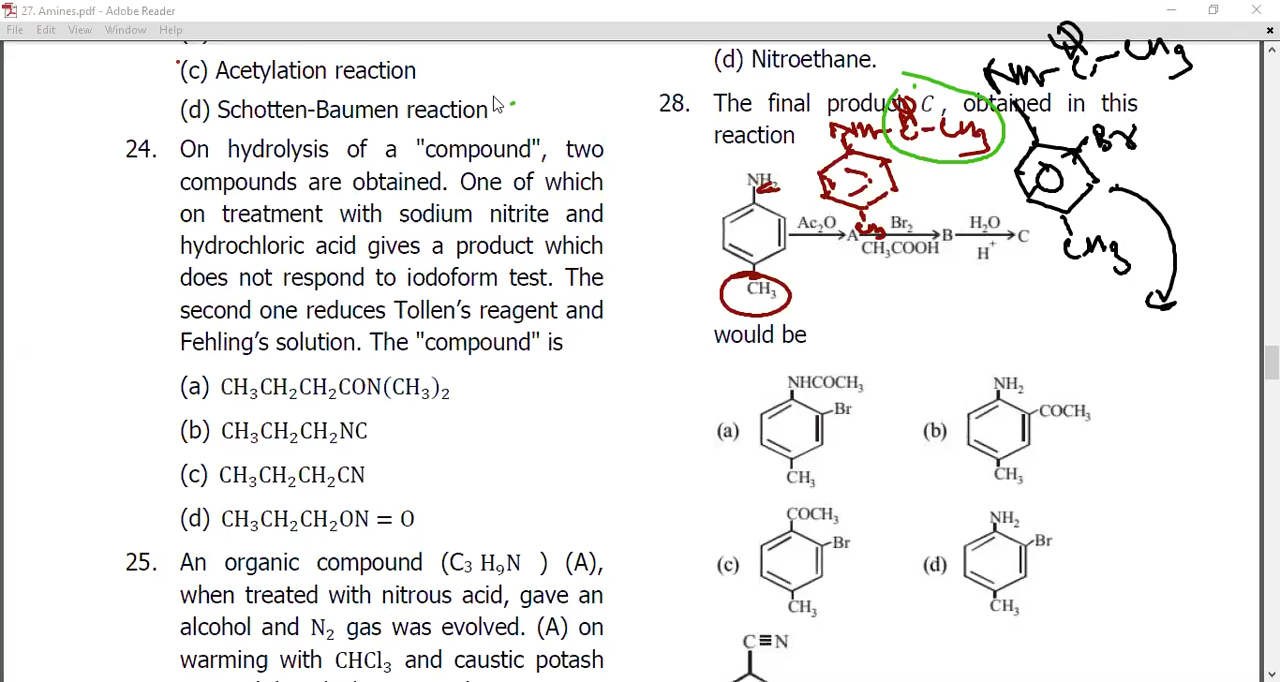 27. Amines.pdf - Adobe Reader
File Edit View Window Help
(c) Acetylation reaction
(d) Schotten-Baumen reaction
24. On hydrolysis of a "compound", two
compounds are obtained. One of which
on treatment with sodium nitrite and
hydrochloric acid gives a product which
does not respond to iodoform test. The
second one reduces Tollen's reagent and
Fehling's solution. The "compound" is
(a) CH₃CH₂CH₂CON(CH₃)₂
(b) CH₃CH₂CH₂NC
(c) CH₃CH₂CH₂CN
(d) CH₃CH₂CH₂ON = O
25. An organic compound (C₃ H₉N ) (A),
when treated with nitrous acid, gave an
alcohol and N₂ gas was evolved. (A) on
warming with CHCl₃ and caustic potash
(d) Nitroethane.
28. The final product C, obtained in this
reaction
NH₂
CH₃
Ac₂O
A
Br₂
CH₃COOH
B
H₂O
H⁺
C
CH₃
Br
CH₃
would be
(a)
NHCOCH₃
Br
CH₃
(b)
NH₂
COCH₃
CH₃
(c)
COCH₃
Br
CH₃
(d)
NH₂
Br
CH₃
C≡N